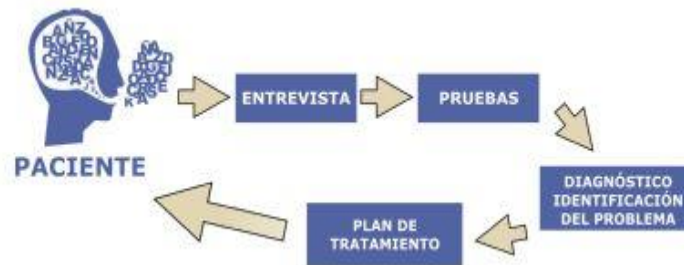 PACIENTE
ENTREVISTA
PRUEBAS
DIAGNÓSTICO
IDENTIFICACIÓN
DEL PROBLEMA
PLAN DE
TRATAMIENTO